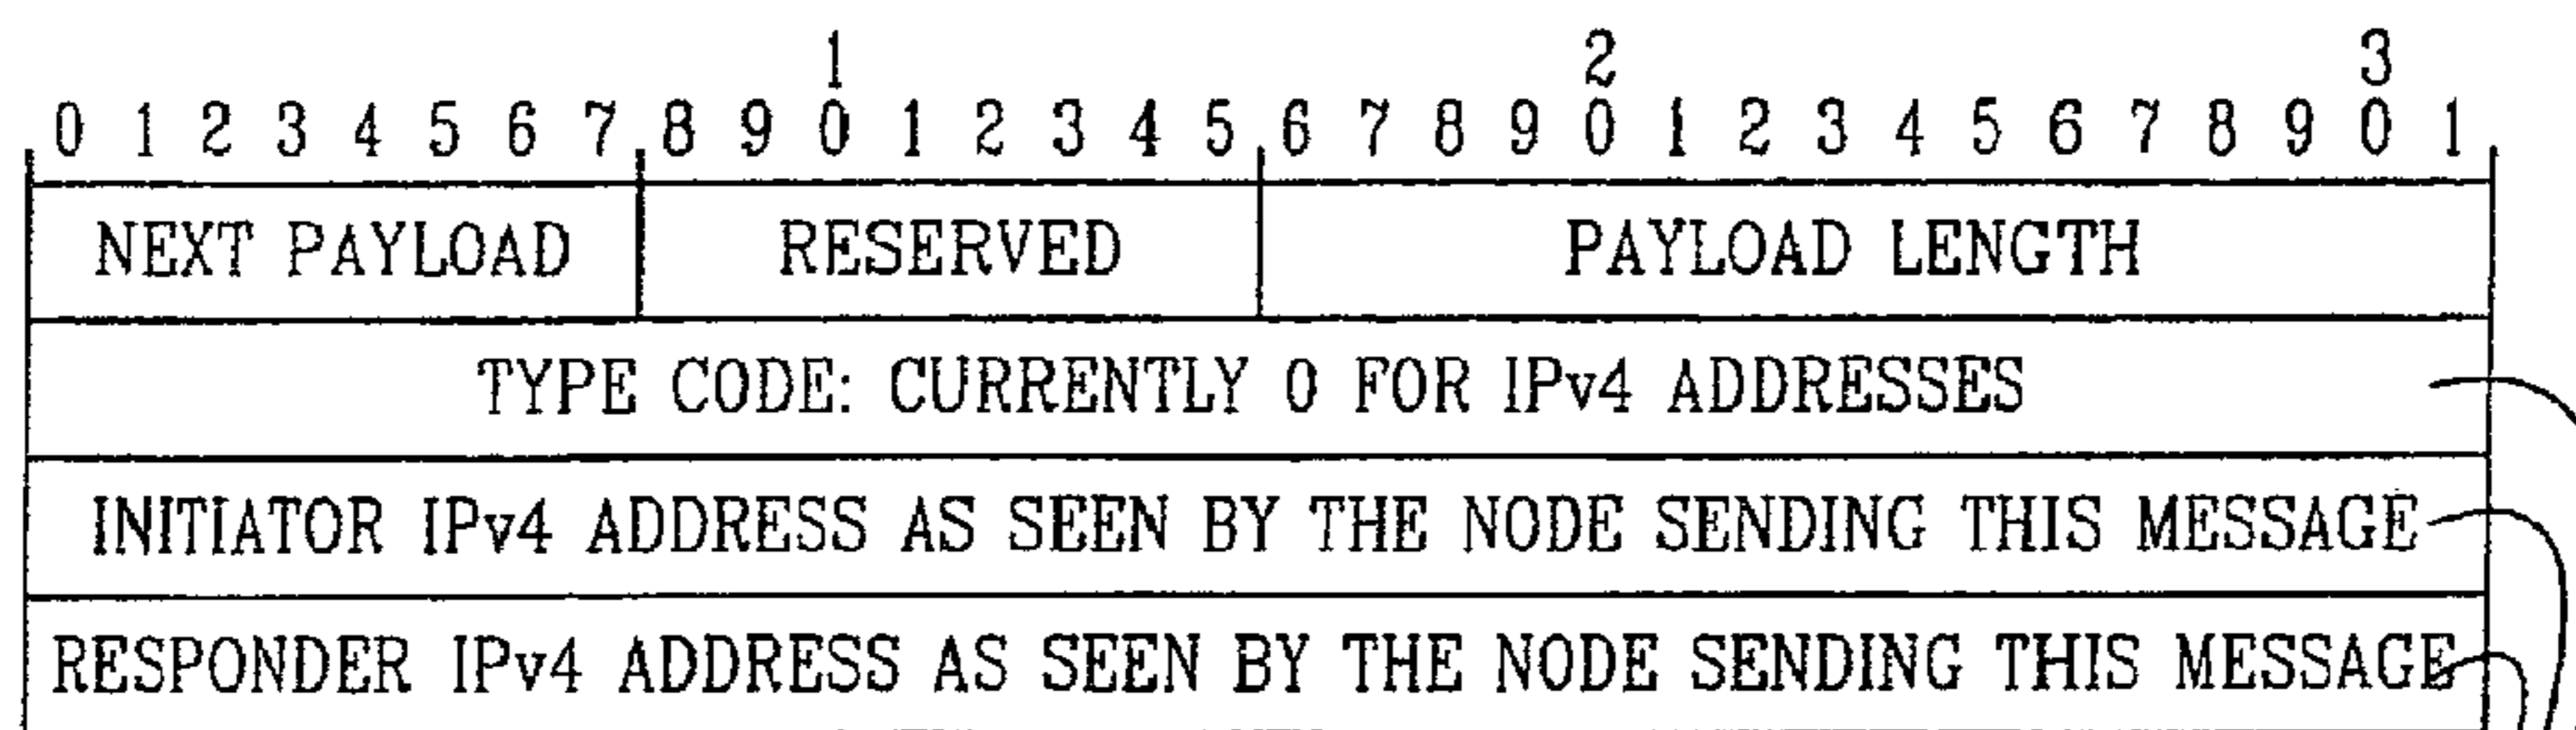 1 2 3
0 1 2 3 4 5 6 7 8 9 0 1 2 3 4 5 6 7 8 9 0 1 2 3 4 5 6 7 8 9 0 1
NEXT PAYLOAD RESERVED PAYLOAD LENGTH
TYPE CODE: CURRENTLY 0 FOR IPv4 ADDRESSES
INITIATOR IPv4 ADDRESS AS SEEN BY THE NODE SENDING THIS MESSAGE
RESPONDER IPv4 ADDRESS AS SEEN BY THE NODE SENDING THIS MESSAGE